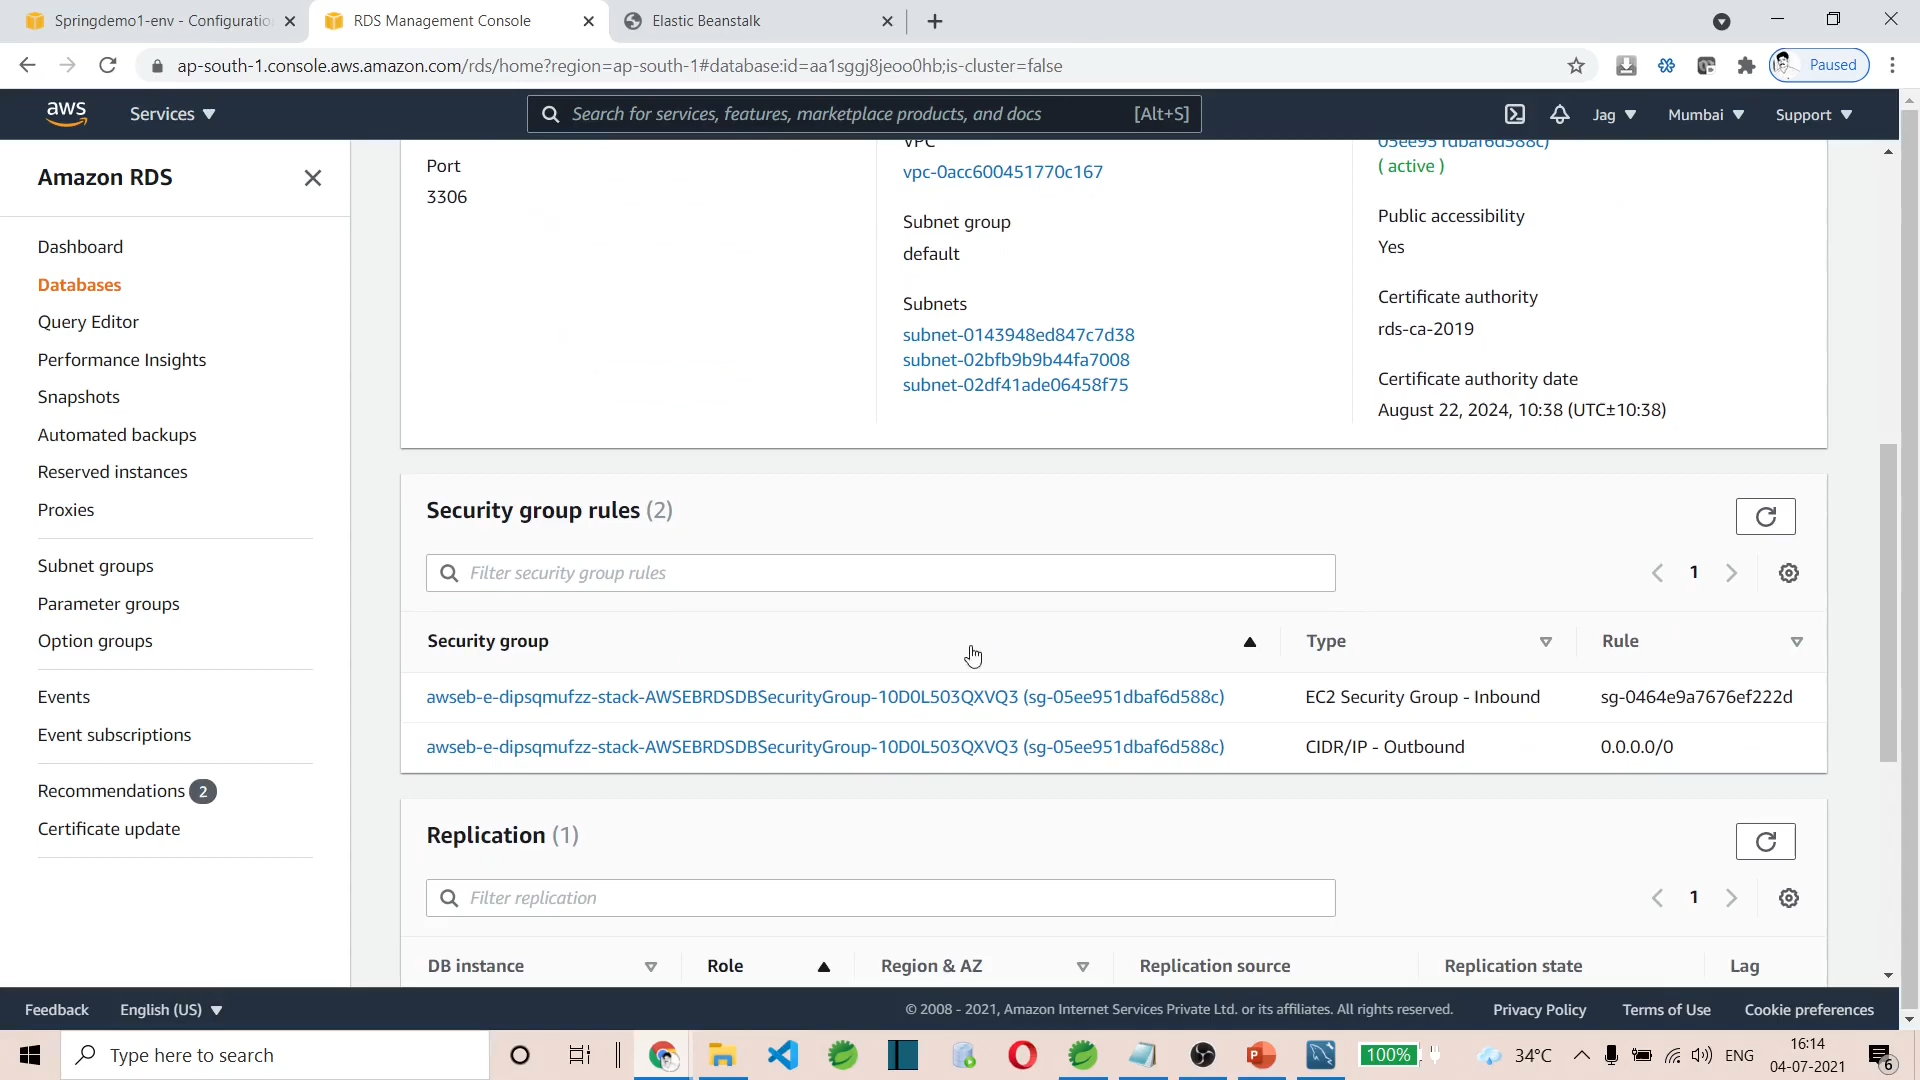 Springdemo1-env - Configuratio
RDS Management Console
Elastic Beanstalk
ap-south-1.console.aws.amazon.com/rds/home?region=ap-south-1#database:id=aa1sggj8jeoo0hb;is-cluster=false
Paused
aws
Services
Search for services, features, marketplace products, and docs
[Alt+S]
Jag
Mumbai
Support
Amazon RDS
Dashboard
Databases
Query Editor
Performance Insights
Snapshots
Automated backups
Reserved instances
Proxies
Subnet groups
Parameter groups
Option groups
Events
Event subscriptions
Recommendations 2
Certificate update
Port
3306
VPC
vpc-0acc600451770c167
Subnet group
default
Subnets
subnet-0143948ed847c7d38
subnet-02bfb9b9b44fa7008
subnet-02df41ade06458f75
05ee951dbaf6d588c)
( active )
Public accessibility
Yes
Certificate authority
rds-ca-2019
Certificate authority date
August 22, 2024, 10:38 (UTC±10:38)
Security group rules (2)
Filter security group rules
1
Security group Type Rule
awseb-e-dipsqmufzz-stack-AWSEBRDSDBSecurityGroup-10D0L503QXVQ3 (sg-05ee951dbaf6d588c) EC2 Security Group - Inbound sg-0464e9a7676ef222d
awseb-e-dipsqmufzz-stack-AWSEBRDSDBSecurityGroup-10D0L503QXVQ3 (sg-05ee951dbaf6d588c) CIDR/IP - Outbound 0.0.0.0/0
Replication (1)
Filter replication
1
DB instance Role Region & AZ Replication source Replication state Lag
Feedback
English (US)
© 2008 - 2021, Amazon Internet Services Private Ltd. or its affiliates. All rights reserved.
Privacy Policy
Terms of Use
Cookie preferences
Type here to search
100%
34°C
ENG
16:14
04-07-2021
6